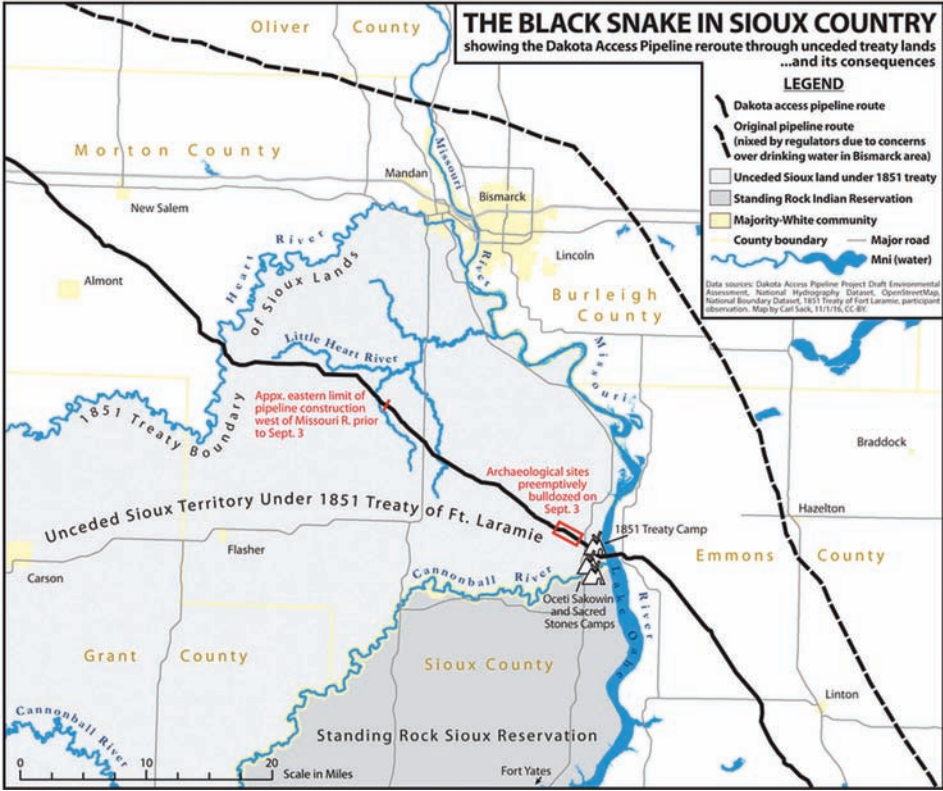 THE BLACK SNAKE IN SIOUX COUNTRY
showing the Dakota Access Pipeline reroute through unceded treaty lands
...and its consequences
LEGEND
Dakota access pipeline route
Original pipeline route
(nixed by regulators due to concerns
over drinking water in Bismarck area)
Unceded Sioux land under 1851 treaty
Standing Rock Indian Reservation
Majority-White community
County boundary
Major road
Mni (water)
Data sources: Dakota Access Pipeline Project Draft Environmental
Assessment, National Hydrography Dataset, OpenStreetMap,
National Boundary Dataset, 1851 Treaty of Fort Laramie, participant
observation. Map by Carl Sack, 11/1/16, CC-BY.
Oliver County
Morton County
Missouri
Mandan
Bismarck
New Salem
River
Heart River
of Sioux Lands
Lincoln
Almont
Burleigh
County
Little Heart River
Missouri
Appx. eastern limit of
pipeline construction
west of Missouri R. prior
to Sept. 3
1851 Treaty Boundary
Braddock
Archaeological sites
preemptively
bulldozed on
Sept. 3
Unceded Sioux Territory Under 1851 Treaty of Ft. Laramie
Hazelton
1851 Treaty Camp
Flasher
Emmons County
Carson
Cannonball River
Oceti Sakowin
and Sacred
Stones Camps
Lake Oahe
River
Grant County
Sioux County
Linton
Cannonball River
Standing Rock Sioux Reservation
0 10 20
Scale in Miles
Fort Yates